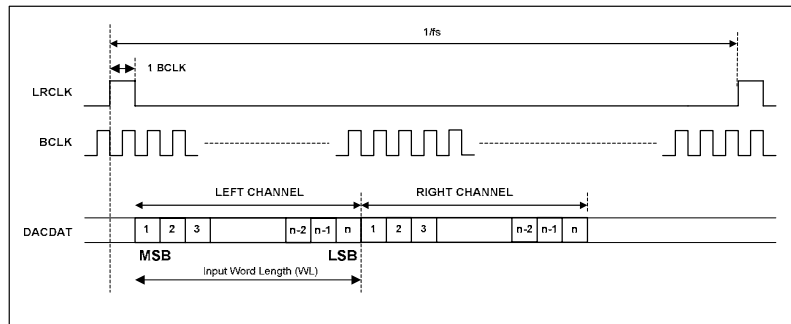 1/fs
1 BCLK
LRCLK
BCLK
LEFT CHANNEL RIGHT CHANNEL
DACDAT 1 2 3 n-2 n-1 n 1 2 3 n-2 n-1 n
MSB LSB
Input Word Length (WL)